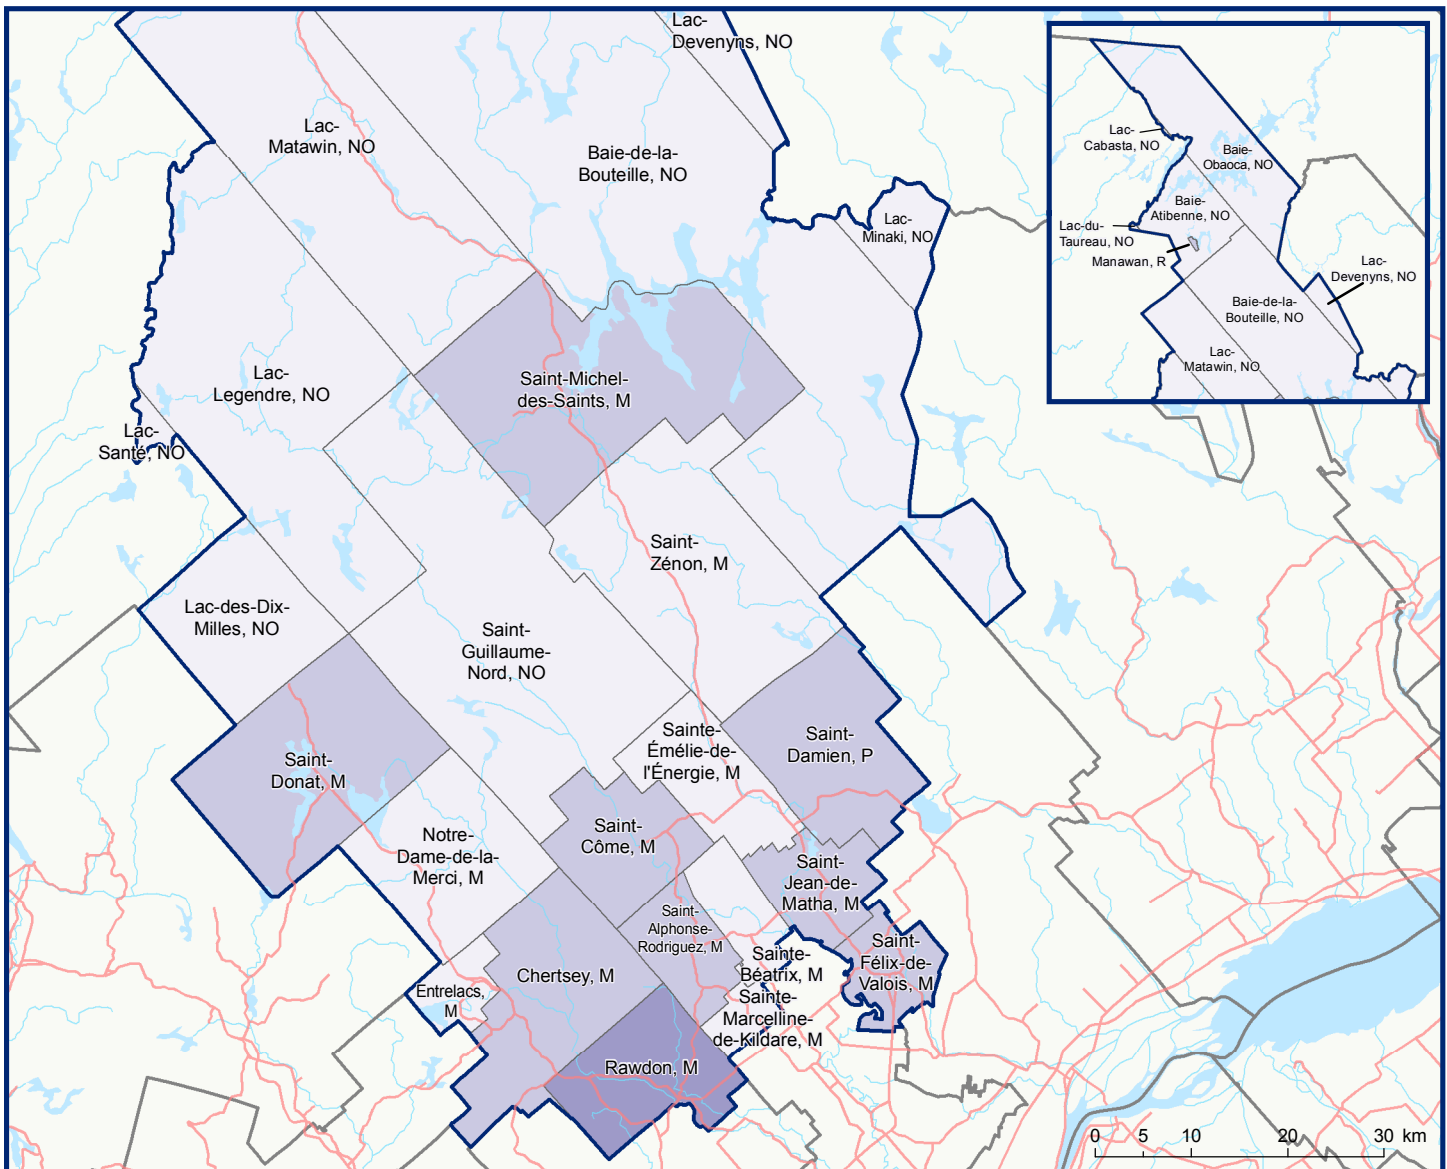 Lac-
Devenyns, NO
Lac-
Matawin, NO
Baie-de-la-
Bouteille, NO
Lac-
Minaki, NO
Lac-
Cabasta, NO
Baie-
Obaoca, NO
Baie-
Atibenne, NO
Lac-du-
Taureau, NO
Manawan, R
Lac-
Devenyns, NO
Baie-de-la-
Bouteille, NO
Lac-
Matawin, NO
Lac-
Legendre, NO
Saint-Michel-
des-Saints, M
Lac-
Santé, NO
Saint-
Zénon, M
Lac-des-Dix-
Milles, NO
Saint-
Guillaume-
Nord, NO
Saint-
Donat, M
Sainte-
Émélie-de-
l'Énergie, M
Saint-
Damien, P
Notre-
Dame-de-la-
Merci, M
Saint-
Côme, M
Saint-
Jean-de-
Matha, M
Saint-
Alphonse-
Rodriguez, M
Saint-
Félix-de-
Valois, M
Chertsey, M
Sainte-
Béatrix, M
Entrelacs,
M
Sainte-
Marcelline-
de-Kildare, M
Rawdon, M
0 5 10 20 30 km